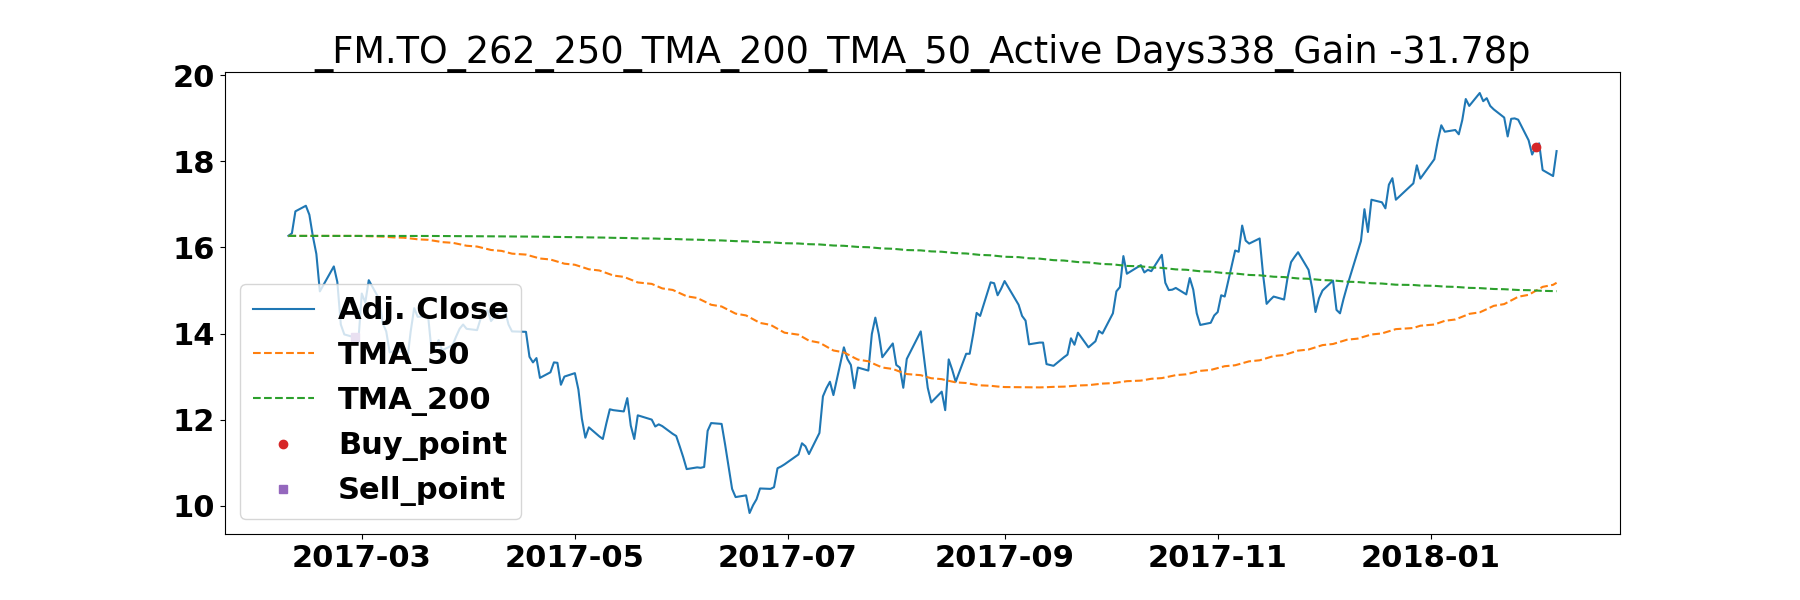 _FM.TO_262_250_TMA_200_TMA_50_Active Days338_Gain -31.78p
20
18
16
14
12
10
Adj. Close
TMA_50
TMA_200
Buy_point
Sell_point
2017-03 2017-05 2017-07 2017-09 2017-11 2018-01